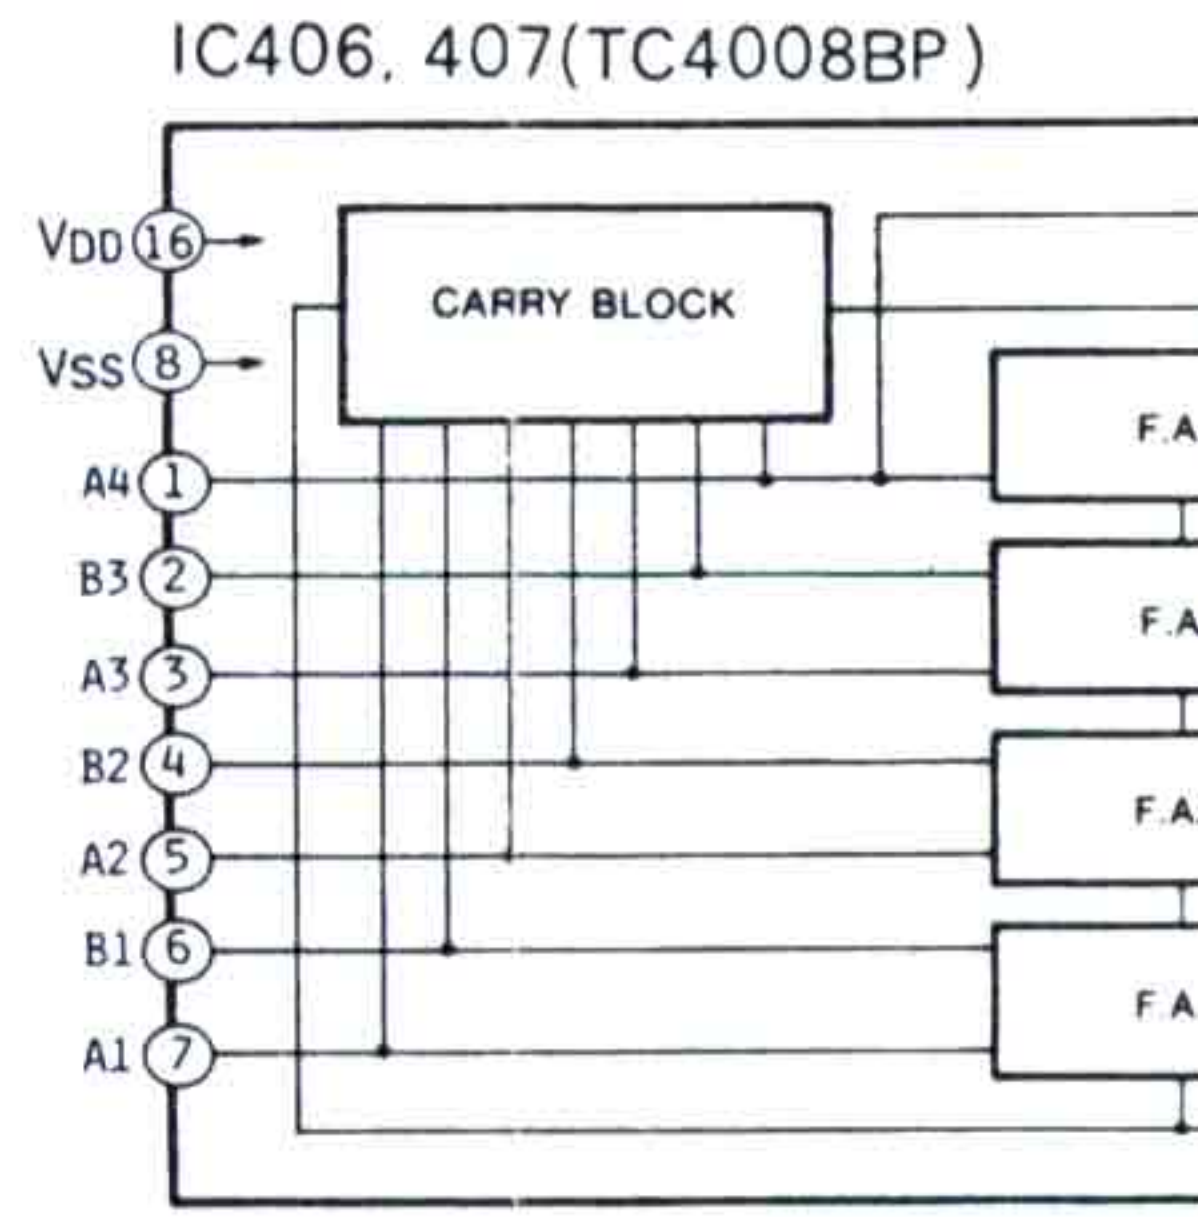 IC406, 407(TC4008BP)
VDD 16
CARRY BLOCK
VSS 8
F.A
A4 1
B3 2
F.A
A3 3
B2 4
F.A.
A2 5
B1 6
F.A
A1 7